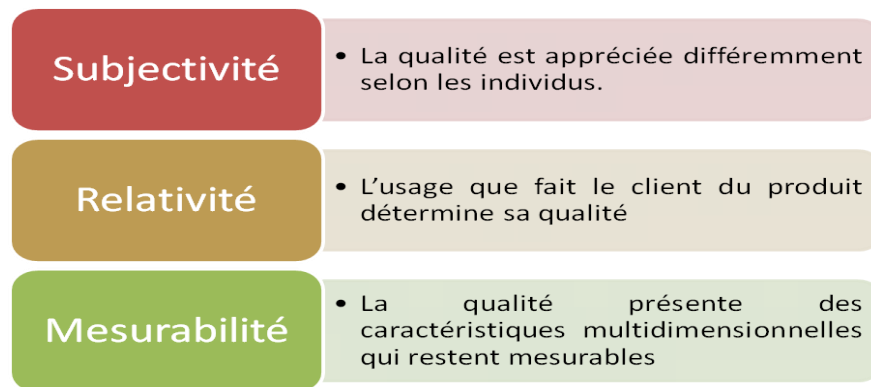 Subjectivité
• La qualité est appréciée différemment
selon les individus.
Relativité
• L’usage que fait le client du produit
détermine sa qualité
Mesurabilité
• La qualité présente des
caractéristiques multidimensionnelles
qui restent mesurables